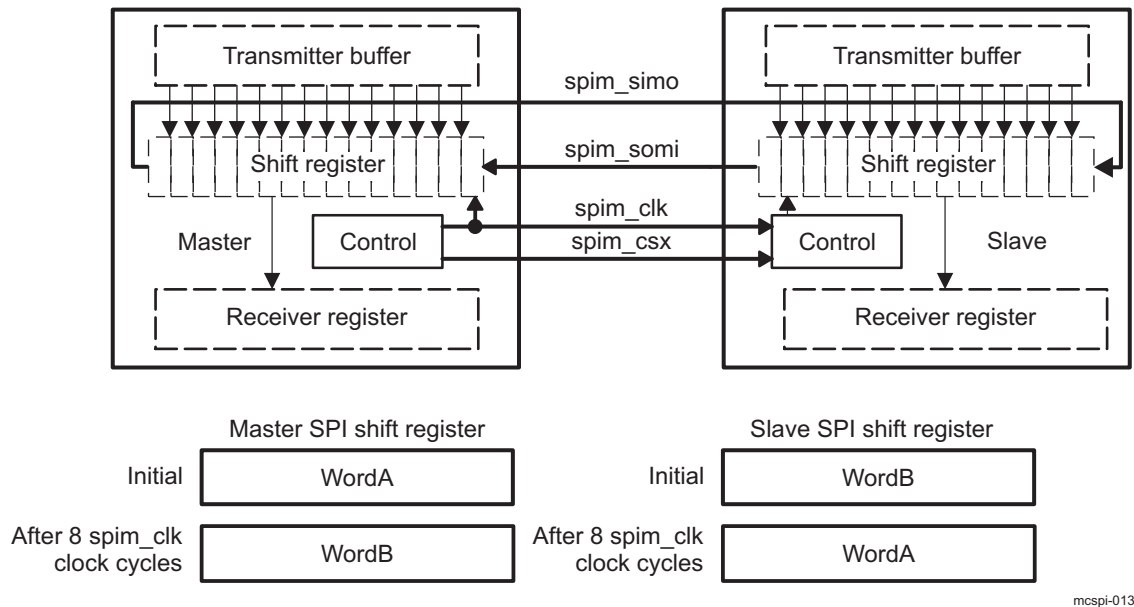 Transmitter buffer
Transmitter buffer
spim_simo
Shift register
spim_somi
Shift register
spim_clk
Master
Control
spim_csx
Control
Slave
Receiver register
Receiver register
Master SPI shift register
Slave SPI shift register
Initial
WordA
Initial
WordB
After 8 spim_clk
clock cycles
WordB
After 8 spim_clk
clock cycles
WordA
mcspi-013